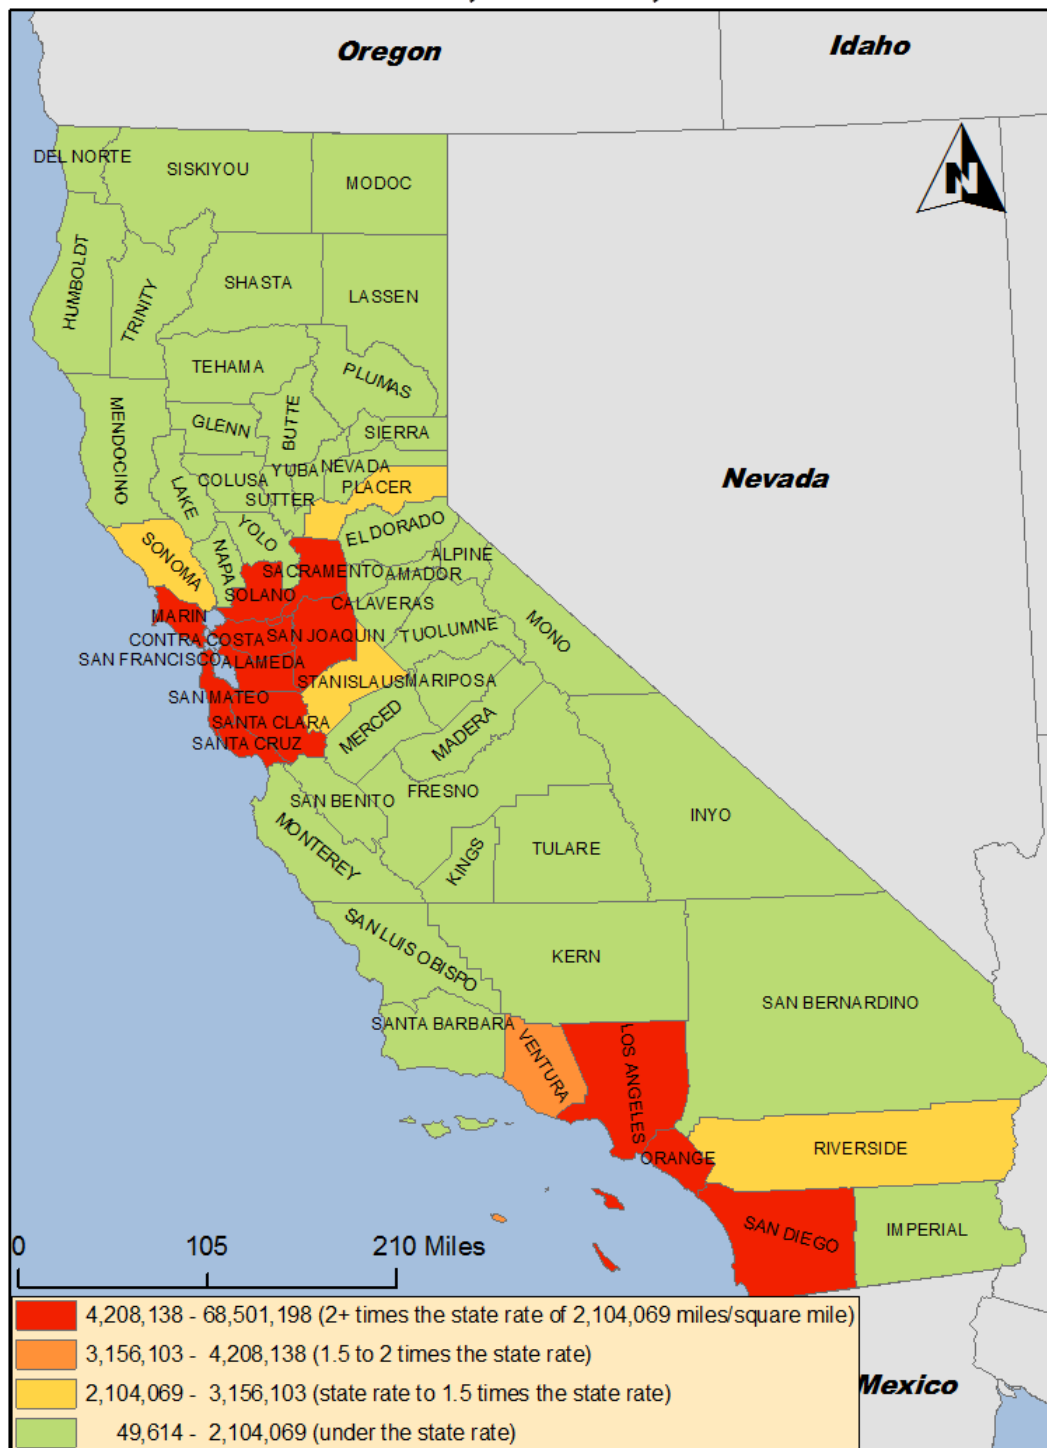 Oregon
Idaho
N
DEL NORTE
SISKIYOU
MODOC
HUMBOLDT
TRINITY
SHASTA
LASSEN
TEHAMA
PLUMAS
MENDOCINO
GLENN
BUTTE
SIERRA
LAKE
COLUSA
YUBA
NEVADA
Nevada
SUTTER
PLACER
SONOMA
NAPA
YOLO
EL DORADO
ALPINE
SACRAMENTO
AMADOR
SOLANO
MARIN
CALAVERAS
MONO
CONTRA COSTA
SAN JOAQUIN
TUOLUMNE
SAN FRANCISCO
ALAMEDA
STANISLAUS
MARIPOSA
SAN MATEO
SANTA CLARA
MERCED
MADERA
SANTA CRUZ
SAN BENITO
FRESNO
INYO
MONTEREY
KINGS
TULARE
SAN LUIS OBISPO
KERN
SAN BERNARDINO
SANTA BARBARA
VENTURA
LOS ANGELES
ORANGE
RIVERSIDE
SAN DIEGO
IMPERIAL
0 105 210 Miles
4,208,138 - 68,501,198 (2+ times the state rate of 2,104,069 miles/square mile)
3,156,103 - 4,208,138 (1.5 to 2 times the state rate)
2,104,069 - 3,156,103 (state rate to 1.5 times the state rate)
49,614 - 2,104,069 (under the state rate)
Mexico